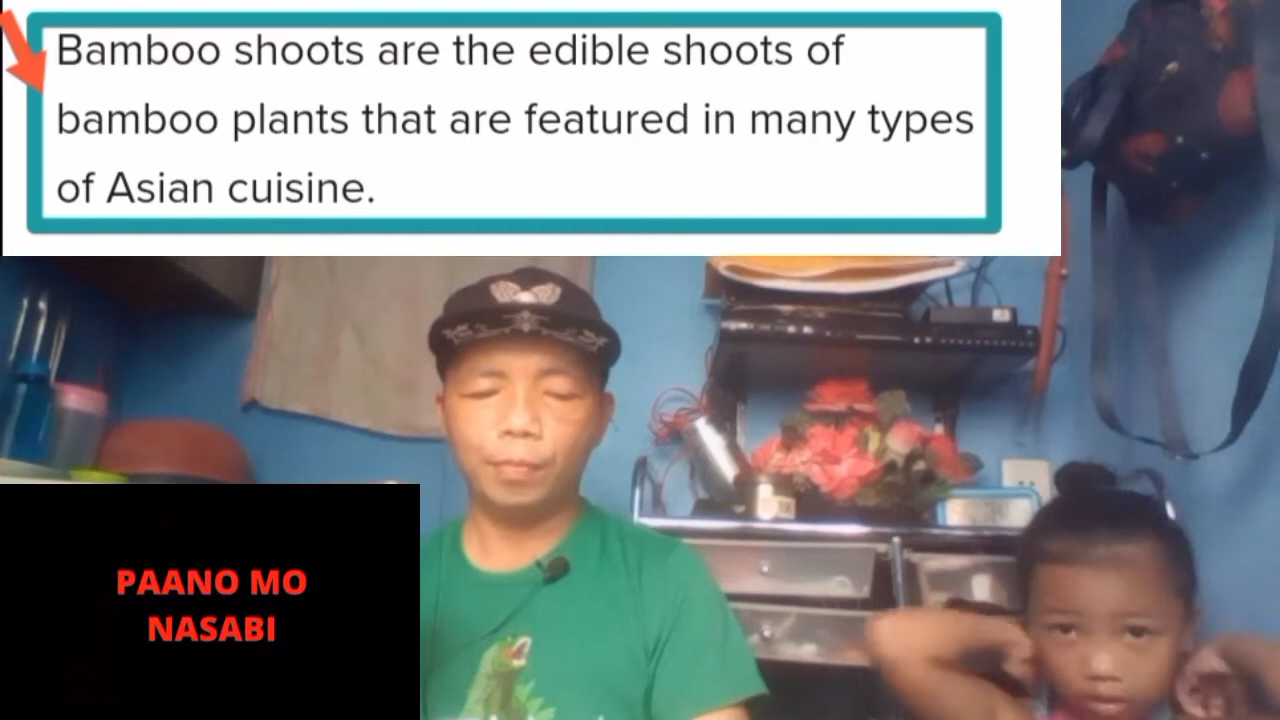 Bamboo shoots are the edible shoots of
bamboo plants that are featured in many types
of Asian cuisine.
PAANO MO
NASABI